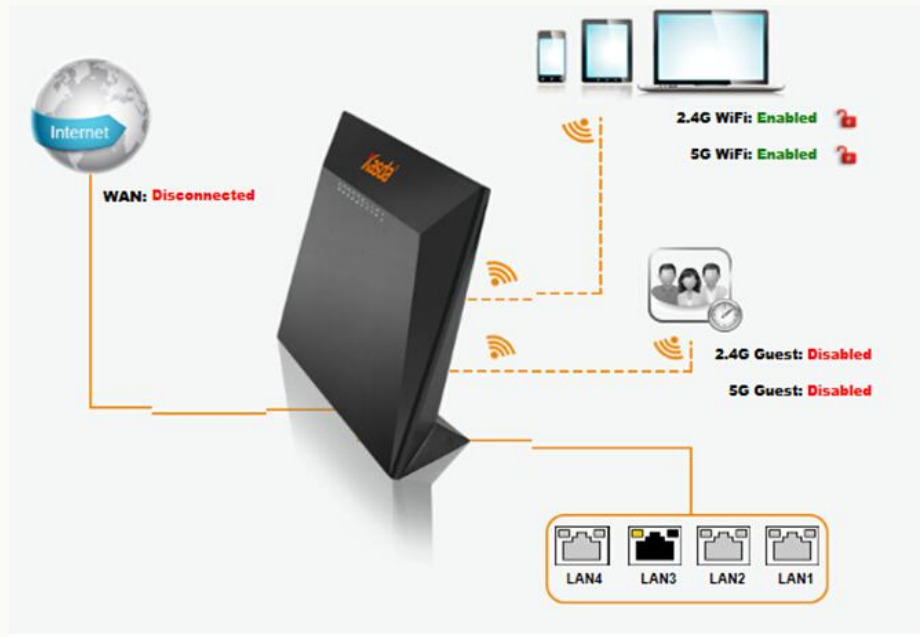 Internet
WAN: Disconnected
Kasda
2.4G WiFi: Enabled
5G WiFi: Enabled
2.4G Guest: Disabled
5G Guest: Disabled
LAN4 LAN3 LAN2 LAN1